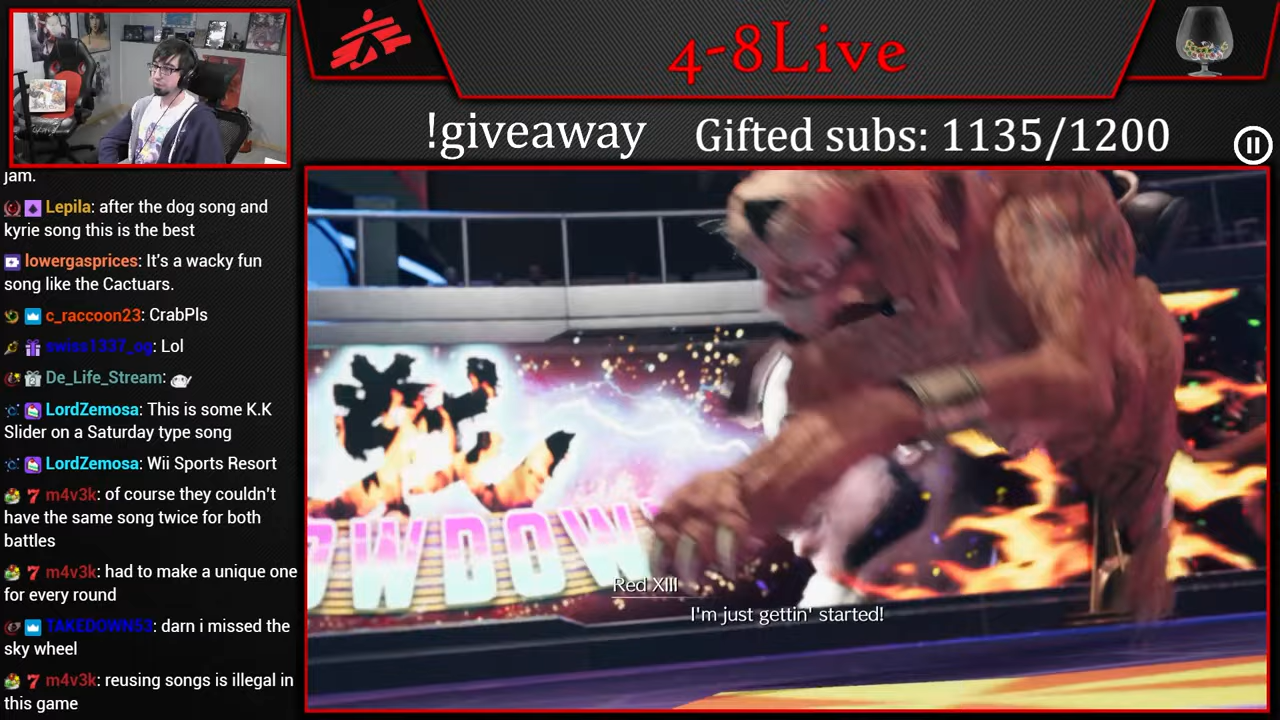 4-8Live
!giveaway
Gifted subs: 1135/1200
jam.
Lepila: after the dog song and
kyrie song this is the best
lowergasprices: It's a wacky fun
song like the Cactuars.
c_raccoon23: CrabPls
swiss1337_og: Lol
De_Life_Stream:
LordZemosa: This is some K.K
Slider on a Saturday type song
LordZemosa: Wii Sports Resort
m4v3k: of course they couldn't
have the same song twice for both
battles
m4v3k: had to make a unique one
for every round
TAKEDOWN53: darn i missed the
sky wheel
m4v3k: reusing songs is illegal in
this game
OWDOW
Red XIII
I'm just gettin' started!